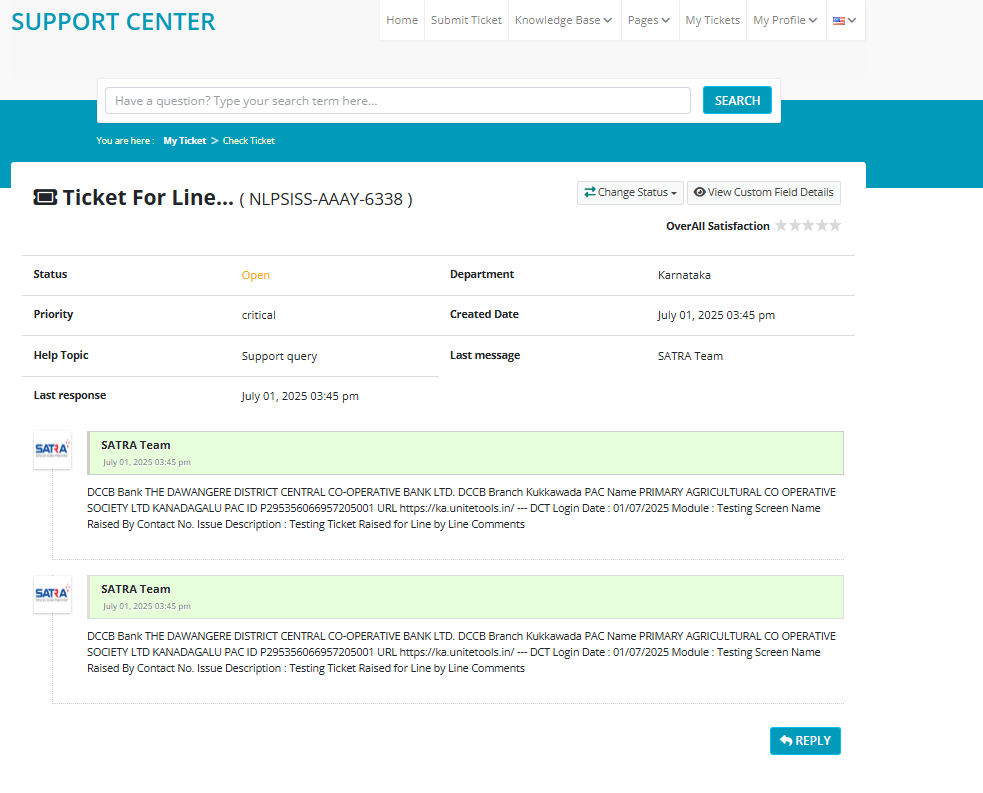 SUPPORT CENTER
Home Submit Ticket Knowledge Base Pages My Tickets My Profile
Have a question? Type your search term here...
SEARCH
You are here : My Ticket > Check Ticket
Ticket For Line... ( NLPSISS-AAAY-6338 )
Change Status
View Custom Field Details
OverAll Satisfaction
Status Open Department Karnataka
Priority critical Created Date July 01, 2025 03:45 pm
Help Topic Support query Last message SATRA Team
Last response July 01, 2025 03:45 pm
SATRA
SATRA Team
July 01, 2025 03:45 pm
DCCB Bank THE DAWANGERE DISTRICT CENTRAL CO-OPERATIVE BANK LTD. DCCB Branch Kukkawada PAC Name PRIMARY AGRICULTURAL CO OPERATIVE
SOCIETY LTD KANADAGALU PAC ID P295356066957205001 URL https://ka.unitetools.in/ --- DCT Login Date : 01/07/2025 Module : Testing Screen Name
Raised By Contact No. Issue Description : Testing Ticket Raised for Line by Line Comments
SATRA
SATRA Team
July 01, 2025 03:45 pm
DCCB Bank THE DAWANGERE DISTRICT CENTRAL CO-OPERATIVE BANK LTD. DCCB Branch Kukkawada PAC Name PRIMARY AGRICULTURAL CO OPERATIVE
SOCIETY LTD KANADAGALU PAC ID P295356066957205001 URL https://ka.unitetools.in/ --- DCT Login Date : 01/07/2025 Module : Testing Screen Name
Raised By Contact No. Issue Description : Testing Ticket Raised for Line by Line Comments
REPLY